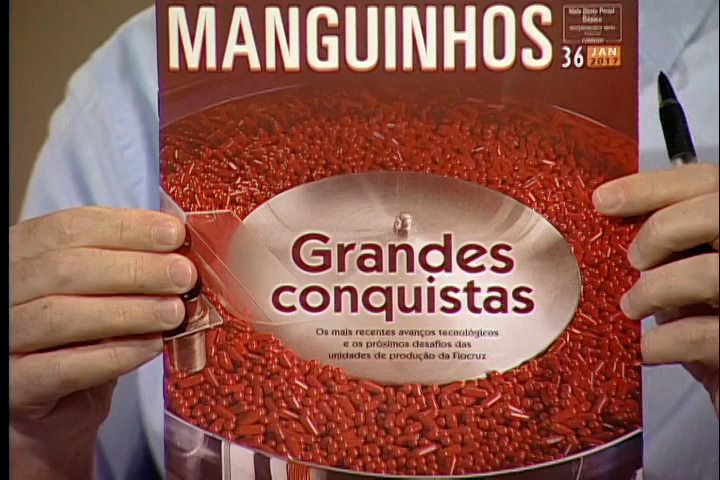 MANGUINHOS
36 JAN
2017
Grandes
conquistas
Os mais recentes avanços tecnológicos
e os próximos desafios das
unidades de produção da Fiocruz